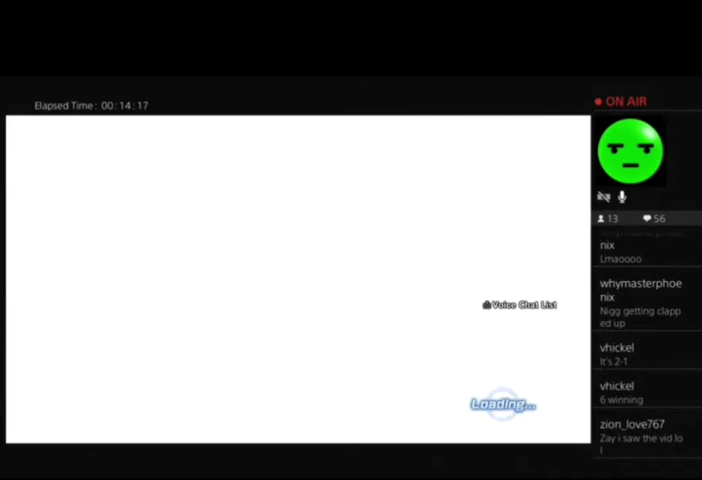 Elapsed Time: 00:14:17
ON AIR
13 56
nix
Lmaoooo
whymasterphoe
nix
Nigg getting clapp
ed up
Voice Chat List
vhickel
It's 2-1
vhickel
6 winning
Loading...
zion_love767
Zay i saw the vid lo
l